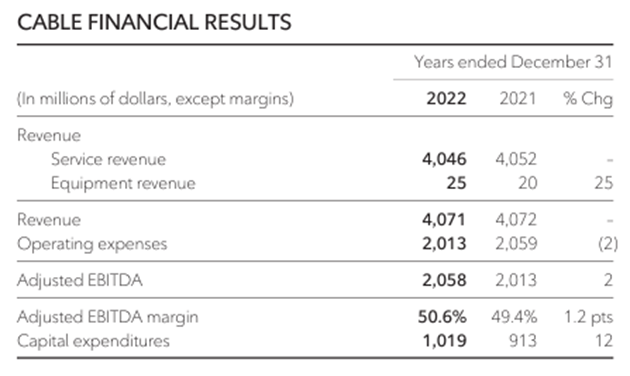 CABLE FINANCIAL RESULTS
Years ended December 31
(In millions of dollars, except margins) 2022 2021 % Chg
Revenue
Service revenue 4,046 4,052 –
Equipment revenue 25 20 25
Revenue 4,071 4,072 –
Operating expenses 2,013 2,059 (2)
Adjusted EBITDA 2,058 2,013 2
Adjusted EBITDA margin 50.6% 49.4% 1.2 pts
Capital expenditures 1,019 913 12